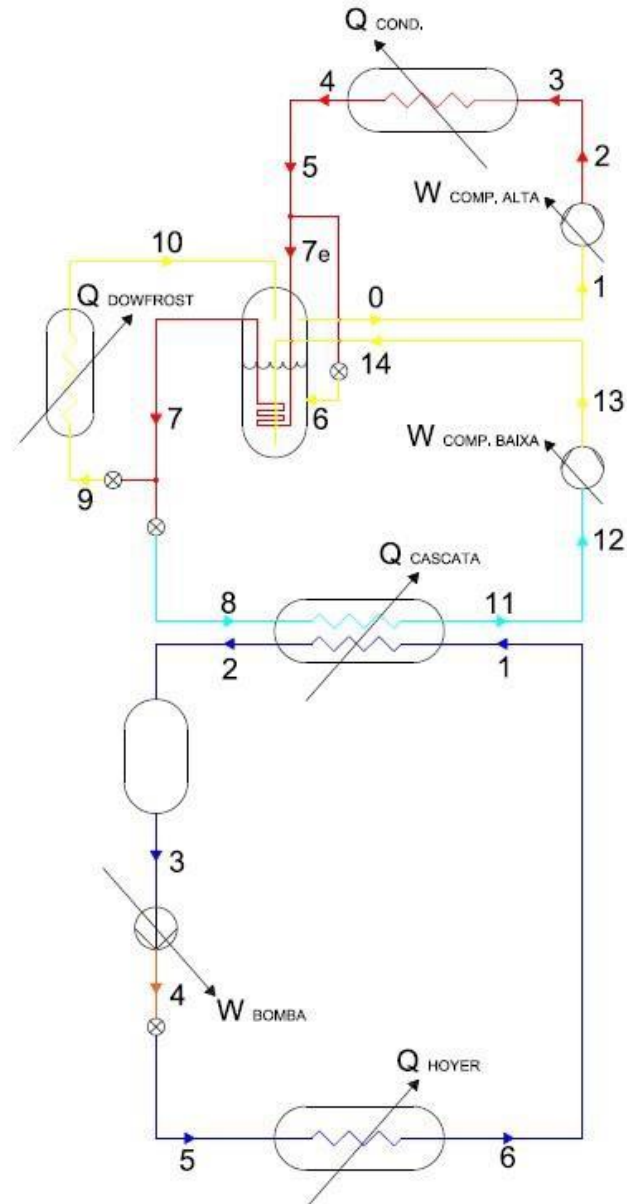 Q COND.
4
3
5
2
W COMP. ALTA
10
7e
Q DOWFROST
0
1
14
6
13
7
W COMP. BAIXA
9
12
Q CASCATA
8
11
2
1
3
4
W BOMBA
Q HOYER
5
6